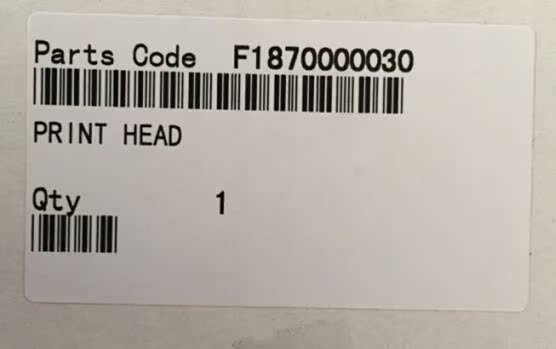 Parts Code F1870000030
PRINT HEAD
Qty 1